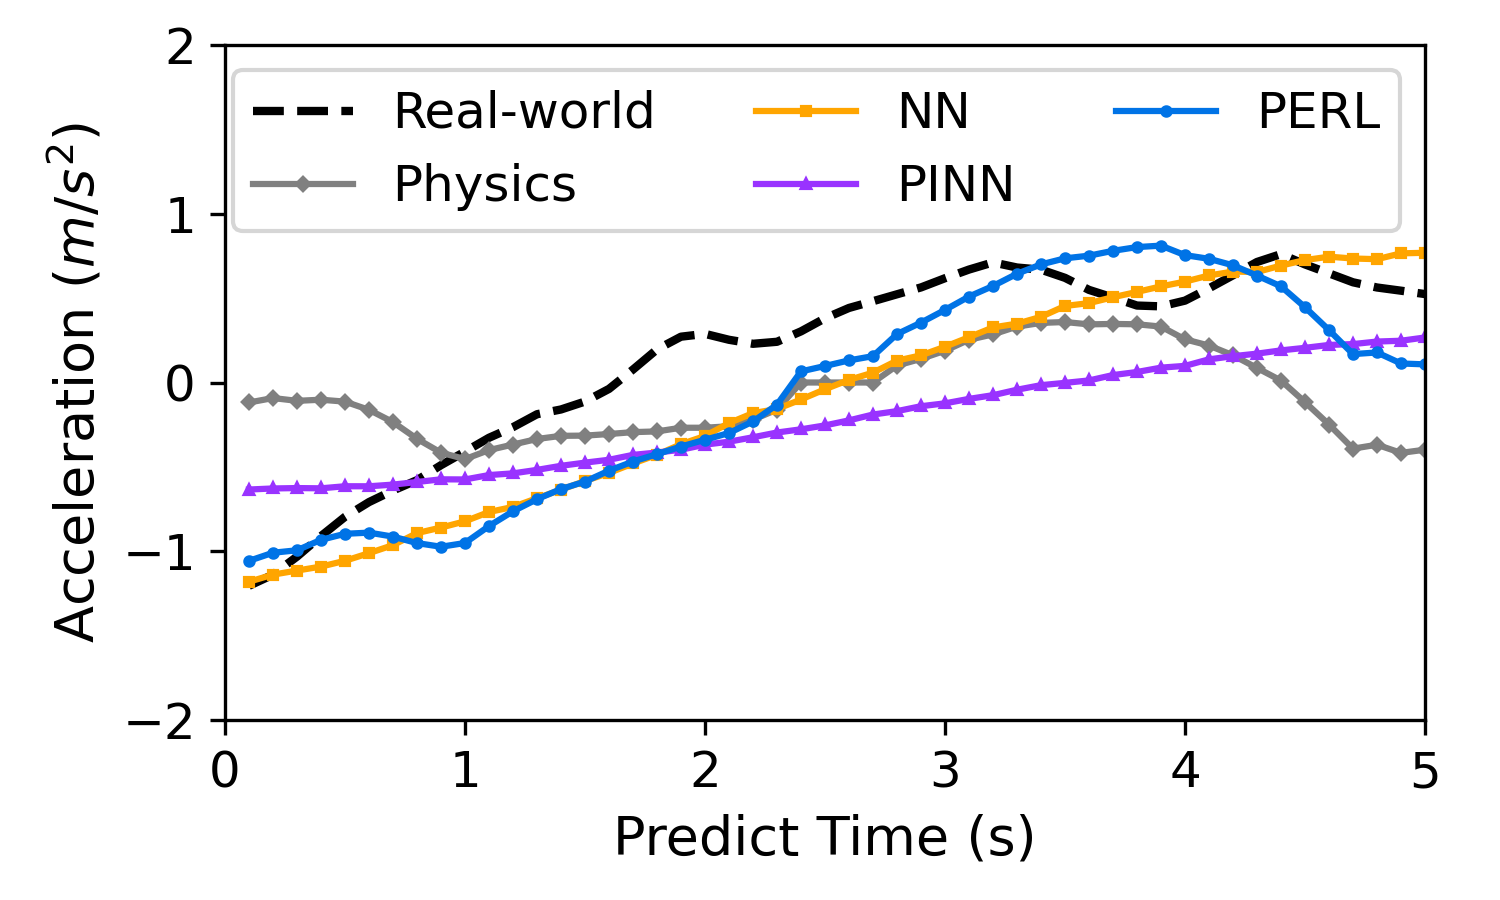 2
1
0
−1
−2
Acceleration (m/s²)
Real-world
Physics
NN
PINN
PERL
0 1 2 3 4 5
Predict Time (s)